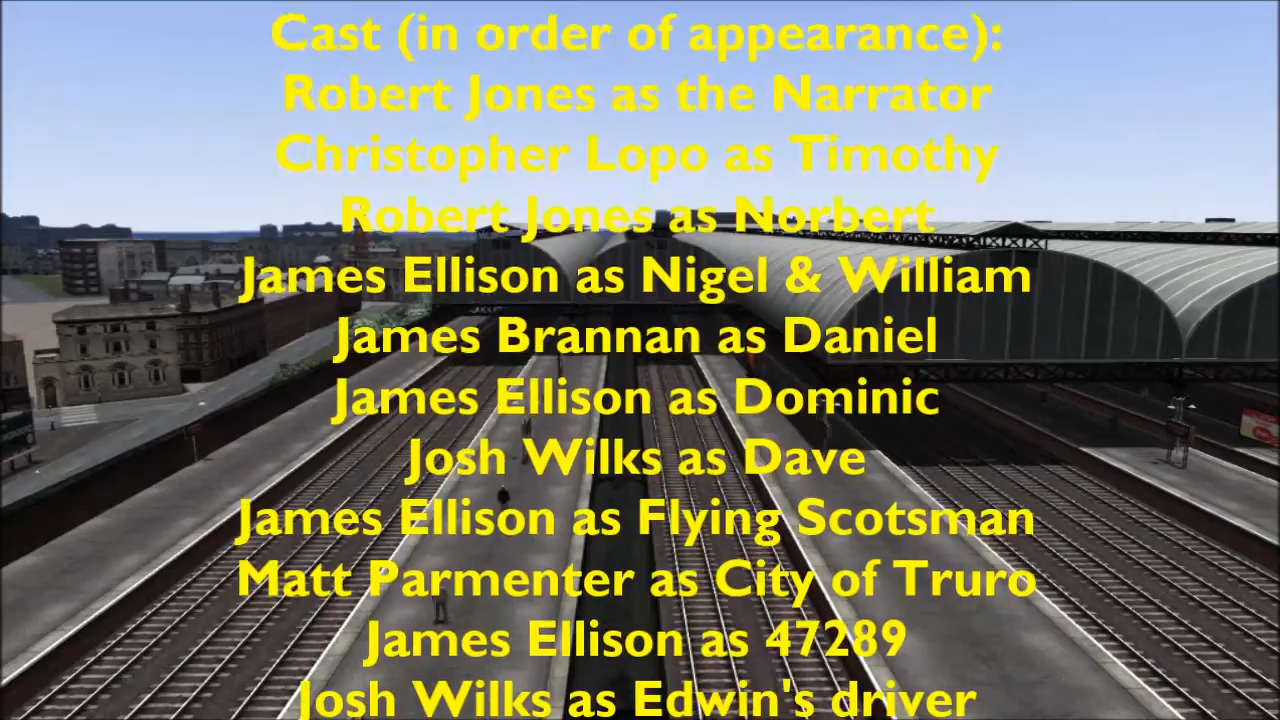 Cast (in order of appearance):
Robert Jones as the Narrator
Christopher Lopo as Timothy
Robert Jones as Norbert
James Ellison as Nigel & William
James Brannan as Daniel
James Ellison as Dominic
Josh Wilks as Dave
James Ellison as Flying Scotsman
Matt Parmenter as City of Truro
James Ellison as 47289
Josh Wilks as Edwin's driver